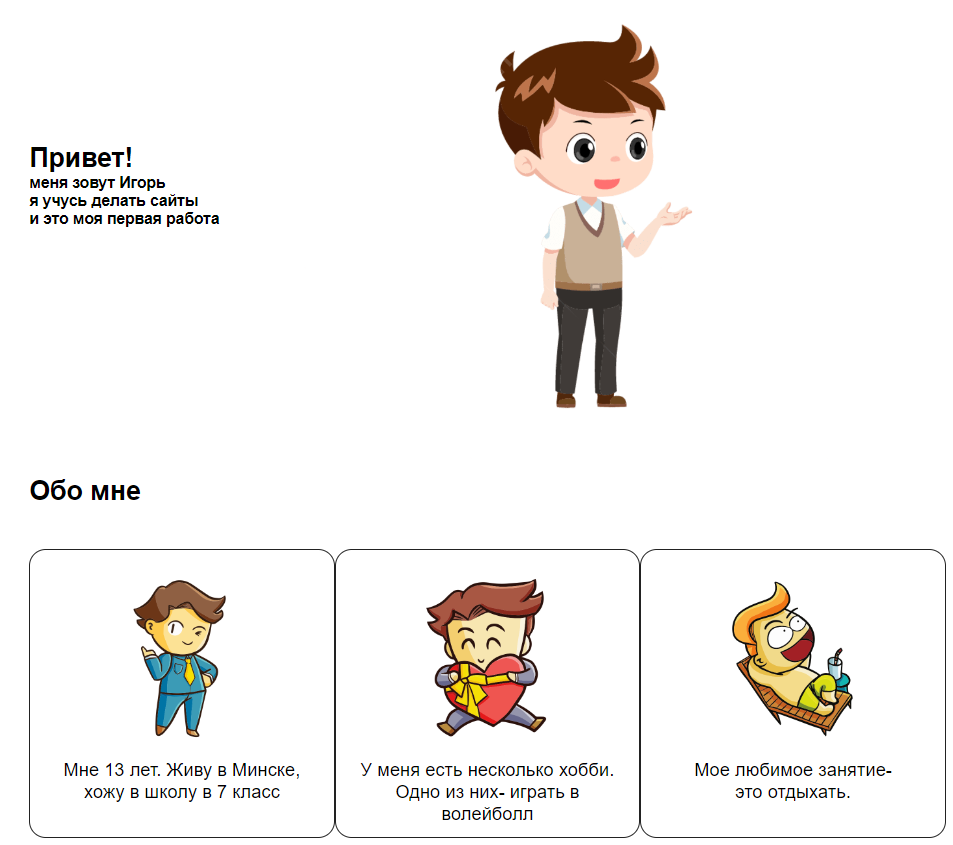 Привет!
меня зовут Игорь
я учусь делать сайты
и это моя первая работа
Обо мне
Мне 13 лет. Живу в Минске,
хожу в школу в 7 класс
У меня есть несколько хобби.
Одно из них- играть в
волейболл
Мое любимое занятие-
это отдыхать.